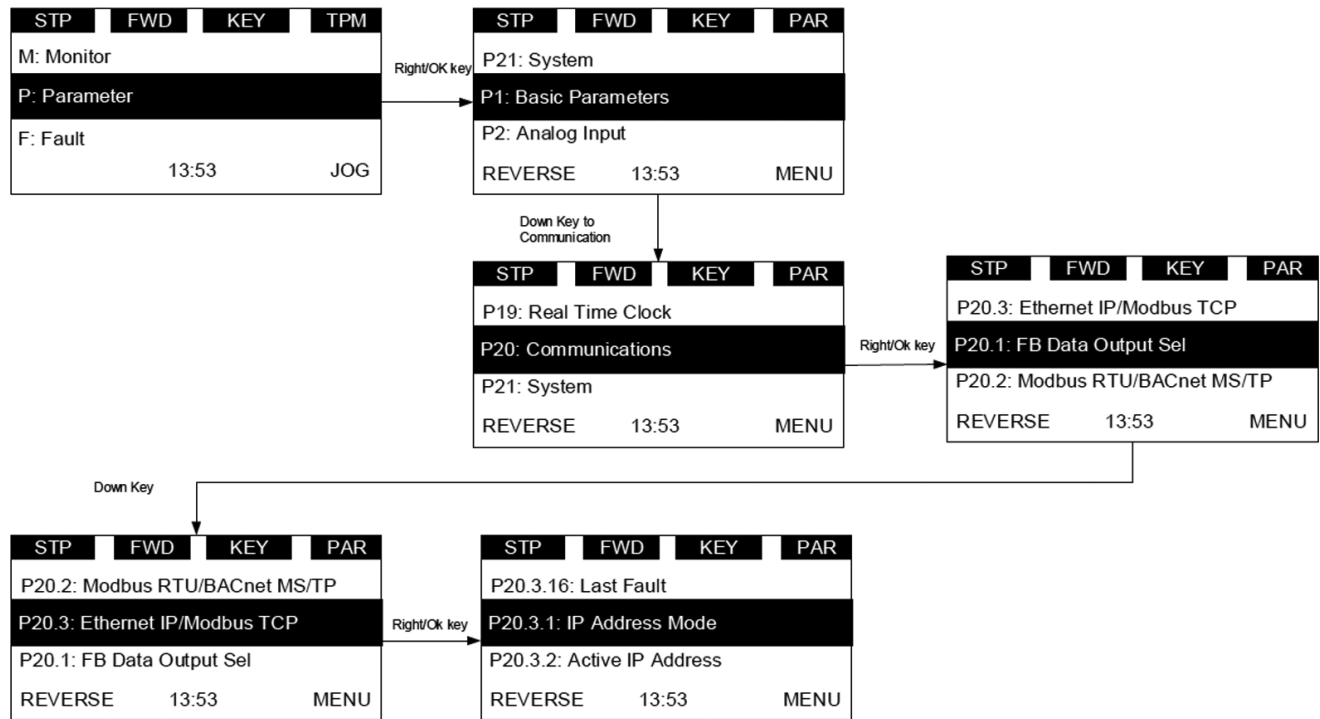 STP FWD KEY TPM
M: Monitor
P: Parameter
F: Fault
13:53 JOG
Right/OK key
STP FWD KEY PAR
P21: System
P1: Basic Parameters
P2: Analog Input
REVERSE 13:53 MENU
Down Key to
Communication
STP FWD KEY PAR
P19: Real Time Clock
P20: Communications
P21: System
REVERSE 13:53 MENU
Right/Ok key
STP FWD KEY PAR
P20.3: Ethernet IP/Modbus TCP
P20.1: FB Data Output Sel
P20.2: Modbus RTU/BACnet MS/TP
REVERSE 13:53 MENU
Down Key
STP FWD KEY PAR
P20.2: Modbus RTU/BACnet MS/TP
P20.3: Ethernet IP/Modbus TCP
P20.1: FB Data Output Sel
REVERSE 13:53 MENU
Right/Ok key
STP FWD KEY PAR
P20.3.16: Last Fault
P20.3.1: IP Address Mode
P20.3.2: Active IP Address
REVERSE 13:53 MENU